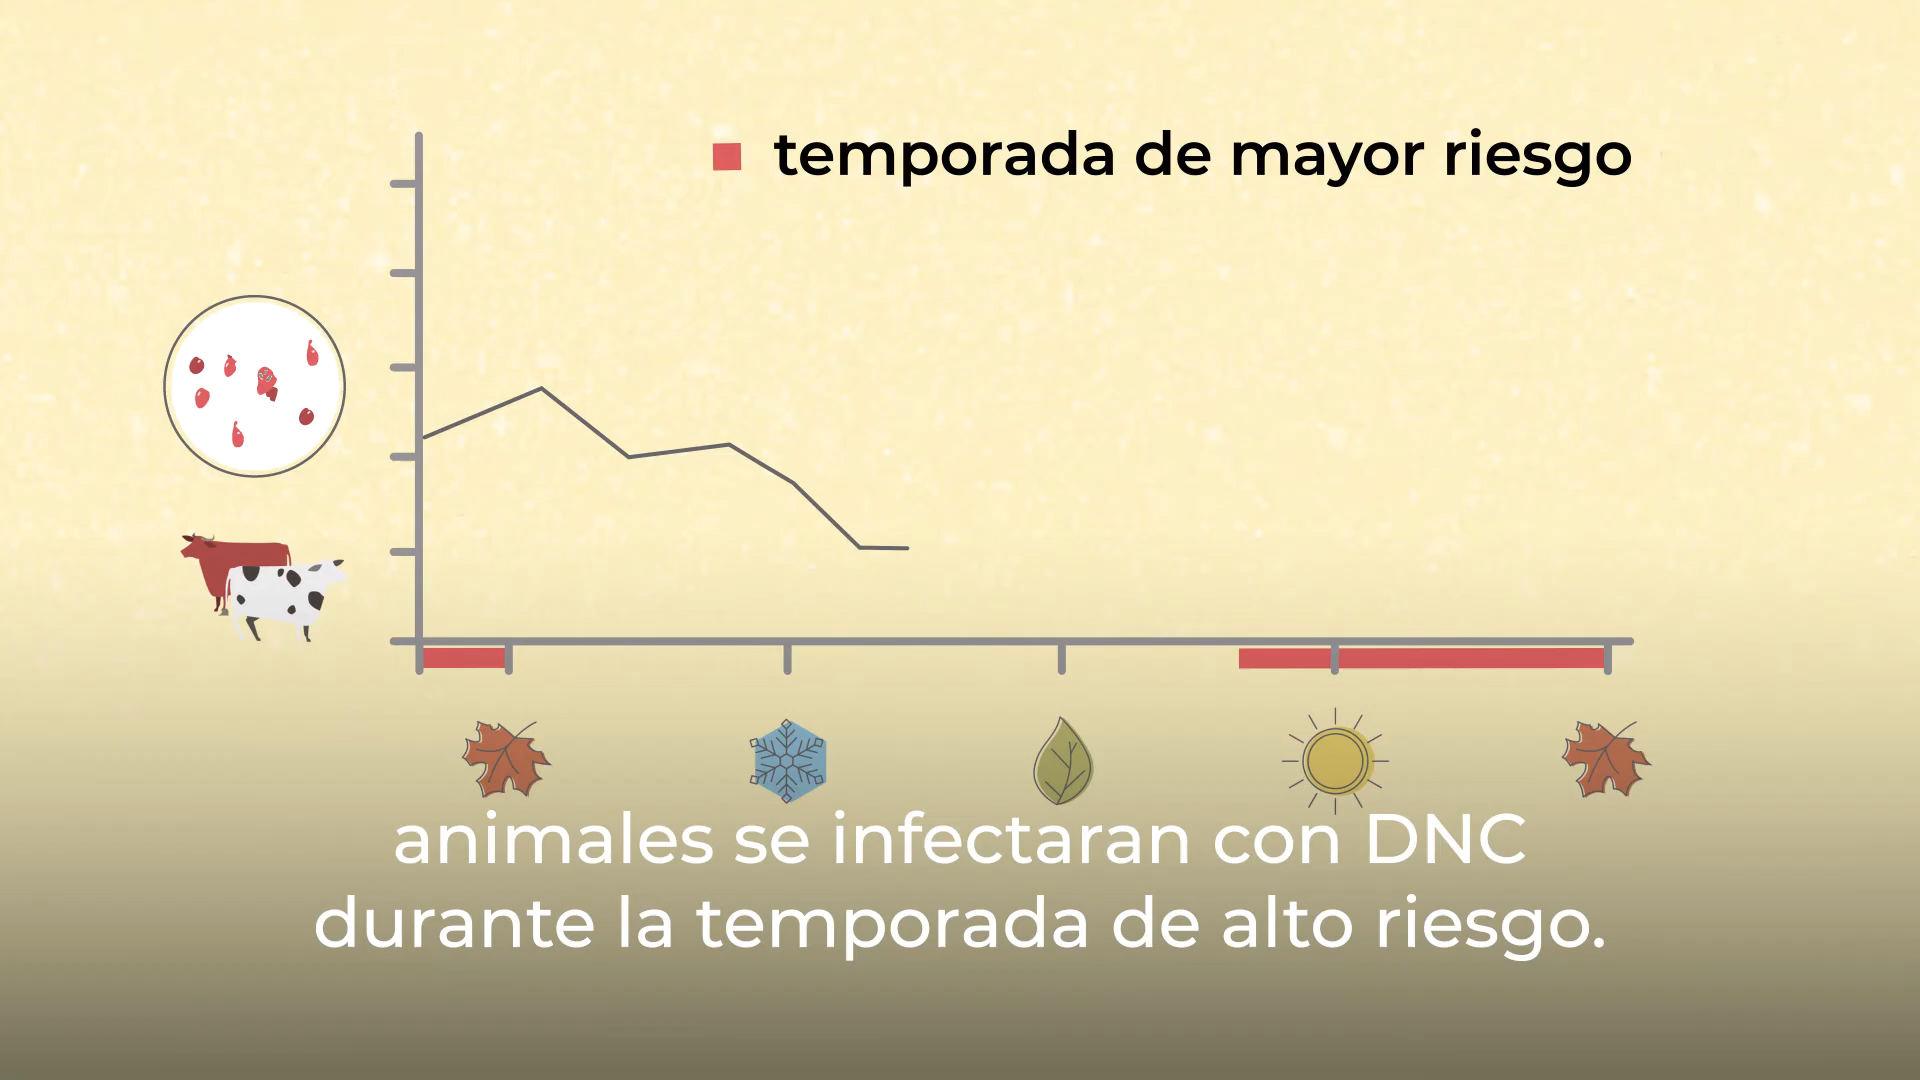 temporada de mayor riesgo
animales se infectaran con DNC
durante la temporada de alto riesgo.